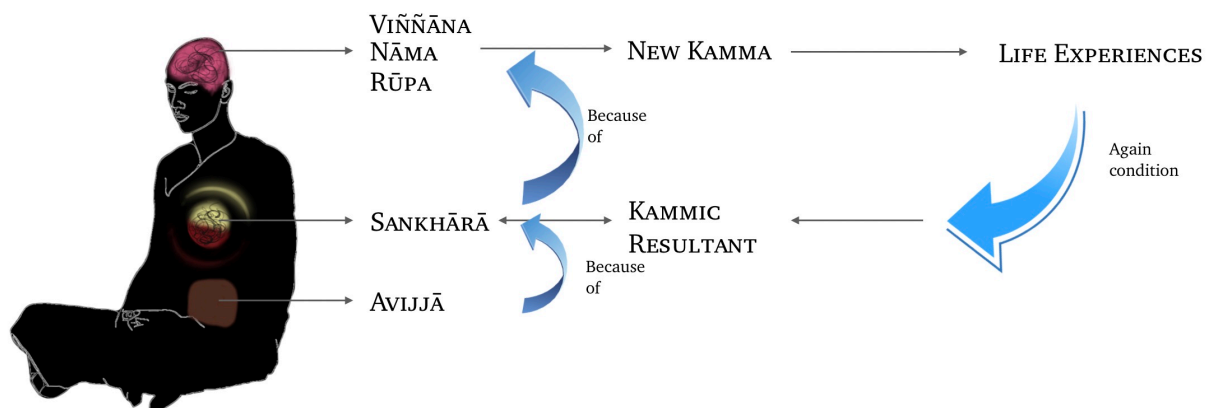 VIÑÑĀNA
NĀMA
RŪPA
NEW KAMMA
LIFE EXPERIENCES
Because
of
Again
condition
SANKHĀRĀ
KAMMIC
RESULTANT
Because
of
AVIJJĀ